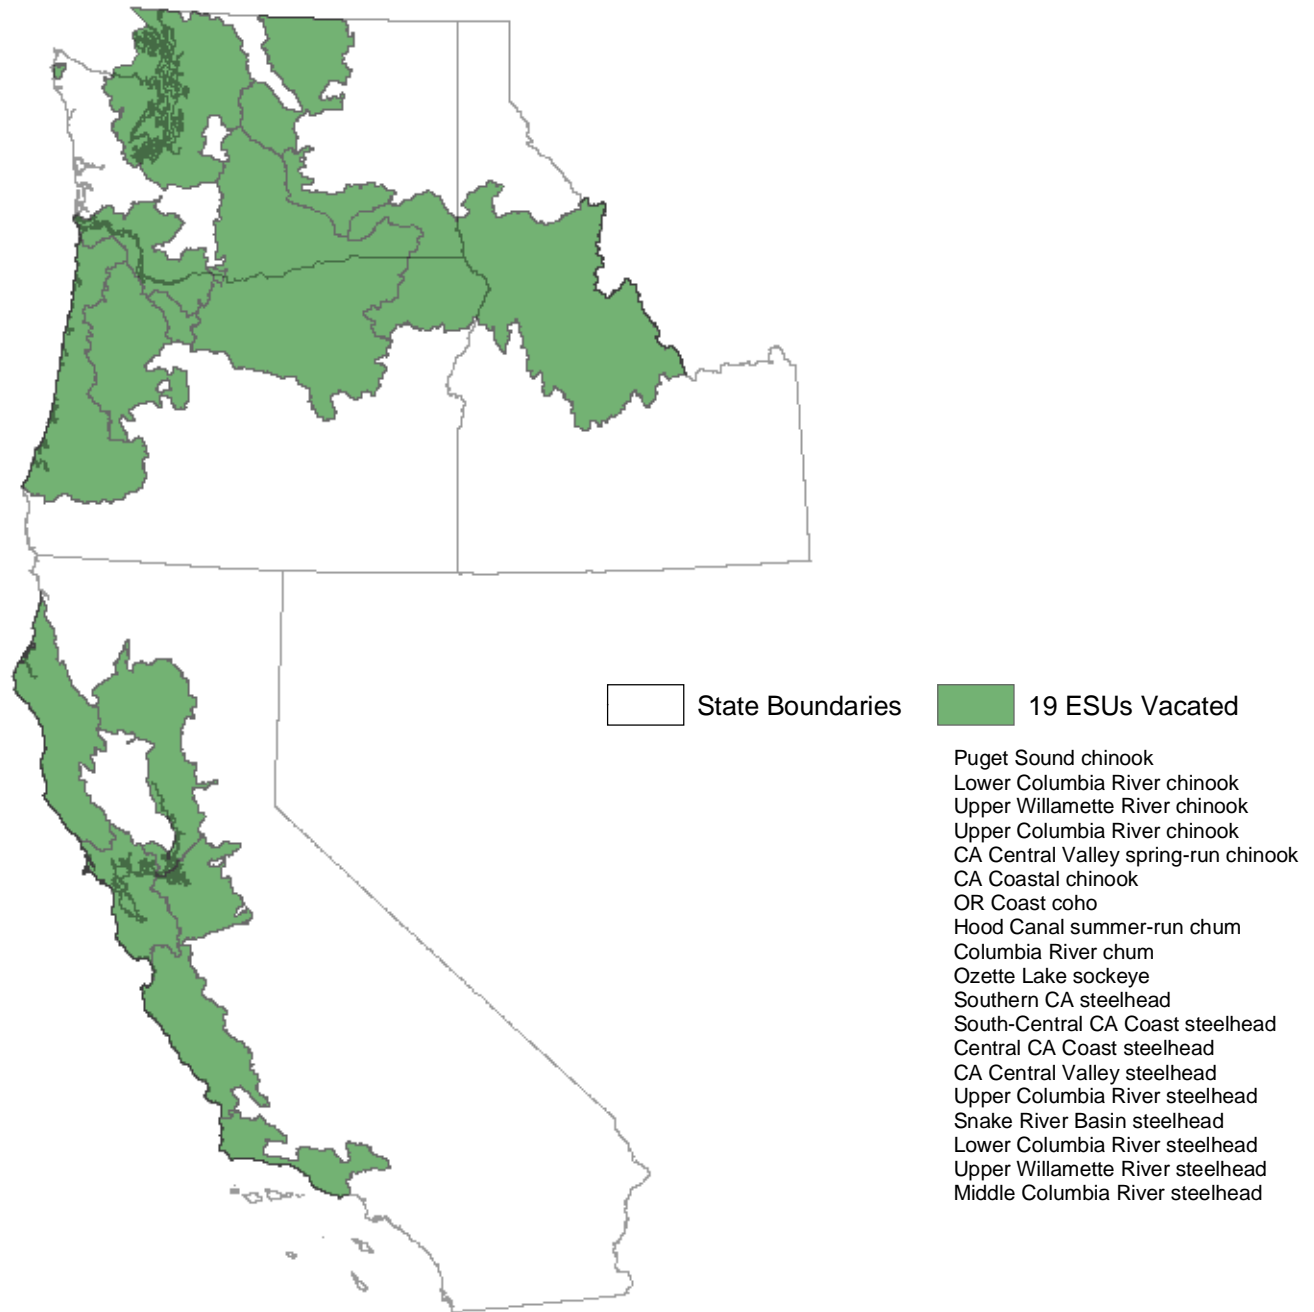 State Boundaries
19 ESUs Vacated
Puget Sound chinook
Lower Columbia River chinook
Upper Willamette River chinook
Upper Columbia River chinook
CA Central Valley spring-run chinook
CA Coastal chinook
OR Coast coho
Hood Canal summer-run chum
Columbia River chum
Ozette Lake sockeye
Southern CA steelhead
South-Central CA Coast steelhead
Central CA Coast steelhead
CA Central Valley steelhead
Upper Columbia River steelhead
Snake River Basin steelhead
Lower Columbia River steelhead
Upper Willamette River steelhead
Middle Columbia River steelhead